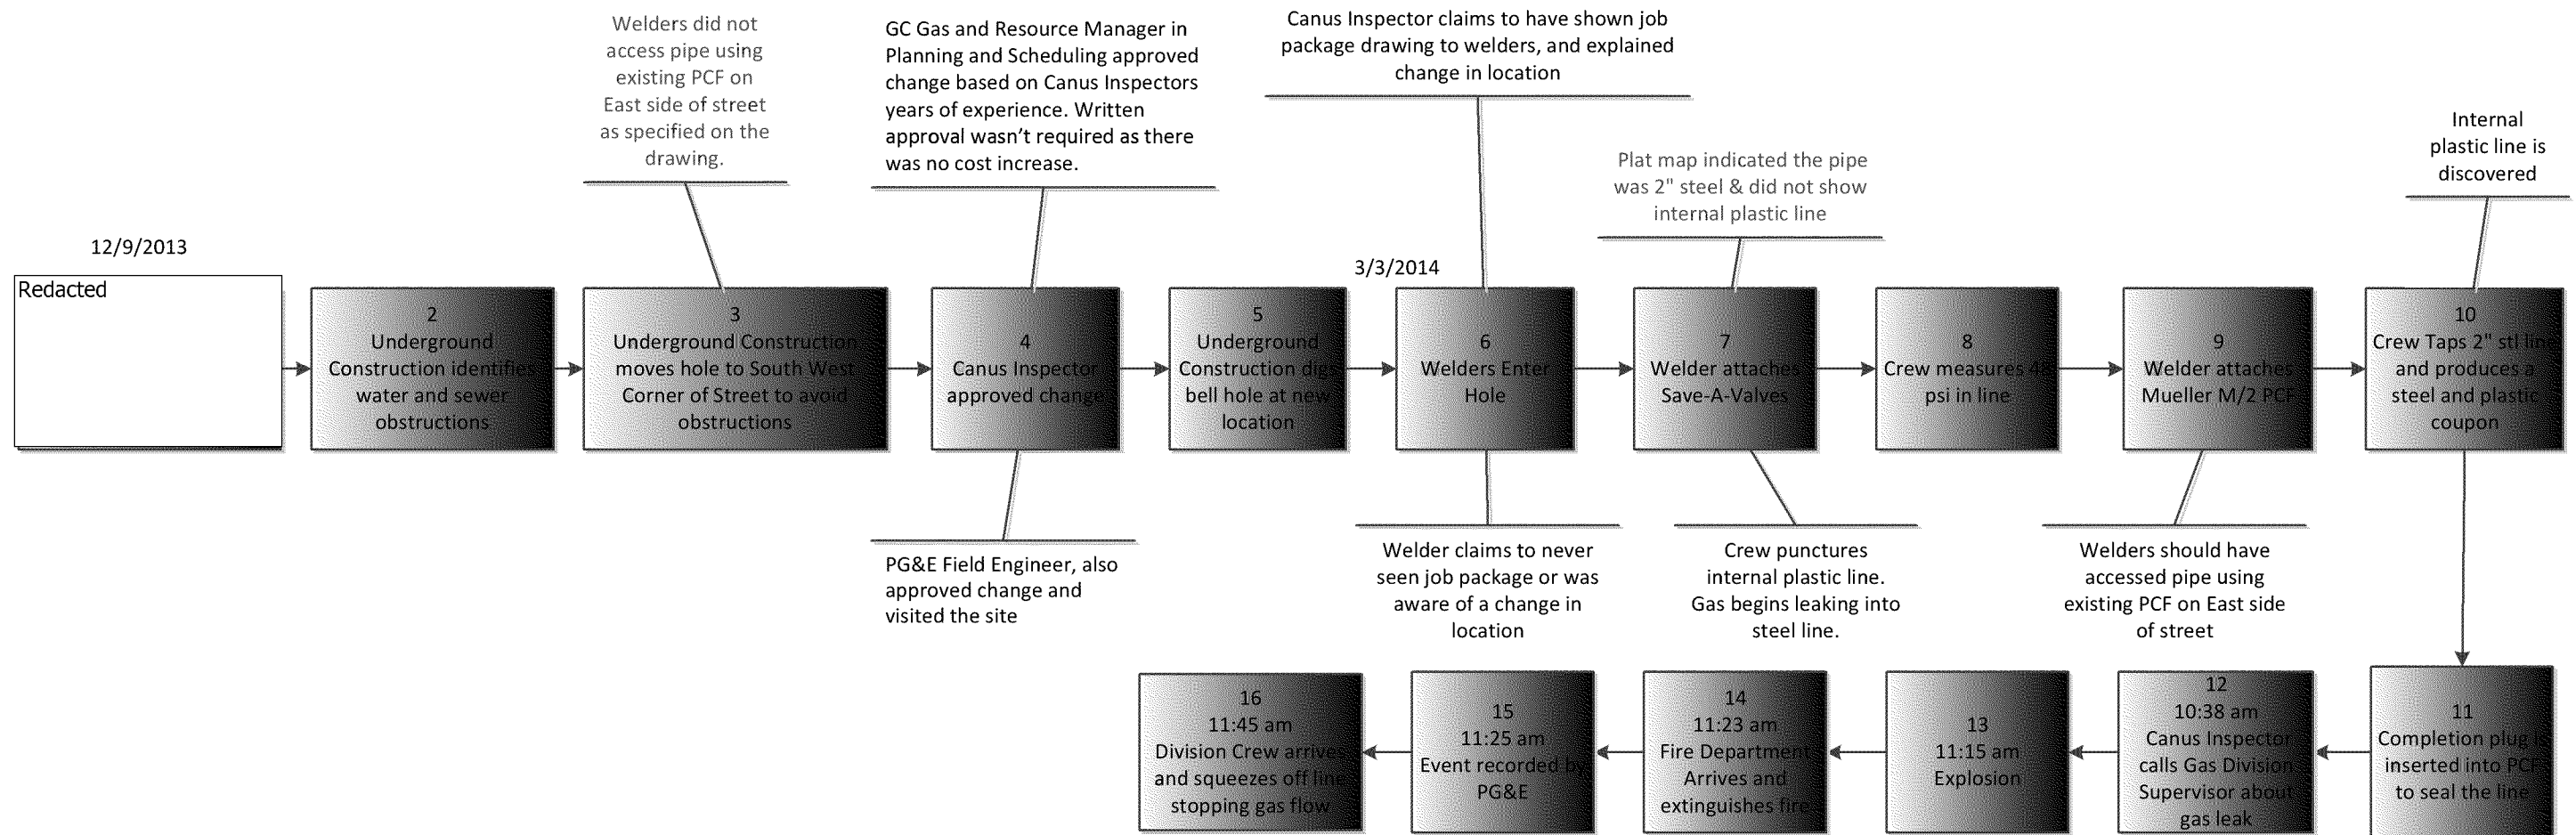 Welders did not
access pipe using
existing PCF on
East side of street
as specified on the
drawing.
GC Gas and Resource Manager in
Planning and Scheduling approved
change based on Canus Inspectors
years of experience. Written
approval wasn't required as there
was no cost increase.
Canus Inspector claims to have shown job
package drawing to welders, and explained
change in location
Plat map indicated the pipe
was 2" steel & did not show
internal plastic line
Internal
plastic line is
discovered
12/9/2013
3/3/2014
Redacted
2
Underground
Construction identifies
water and sewer
obstructions
3
Underground Construction
moves hole to South West
Corner of Street to avoid
obstructions
4
Canus Inspector
approved change
5
Underground
Construction digs
bell hole at new
location
6
Welders Enter
Hole
7
Welder attaches
Save-A-Valves
8
Crew measures
psi in line
9
Welder attaches
Mueller M/2 PCF
10
Crew Taps 2" stl line
and produces a
steel and plastic
coupon
PG&E Field Engineer, also
approved change and
visited the site
Welder claims to never
seen job package or was
aware of a change in
location
Crew punctures
internal plastic line.
Gas begins leaking into
steel line.
Welders should have
accessed pipe using
existing PCF on East side
of street
11
Completion plug is
inserted into PCF
to seal the line
12
10:38 am
Canus Inspector
calls Gas Division
Supervisor about
gas leak
13
11:15 am
Explosion
14
11:23 am
Fire Department
Arrives and
extinguishes fire
15
11:25 am
Event recorded by
PG&E
16
11:45 am
Division Crew arrives
and squeezes off line
stopping gas flow